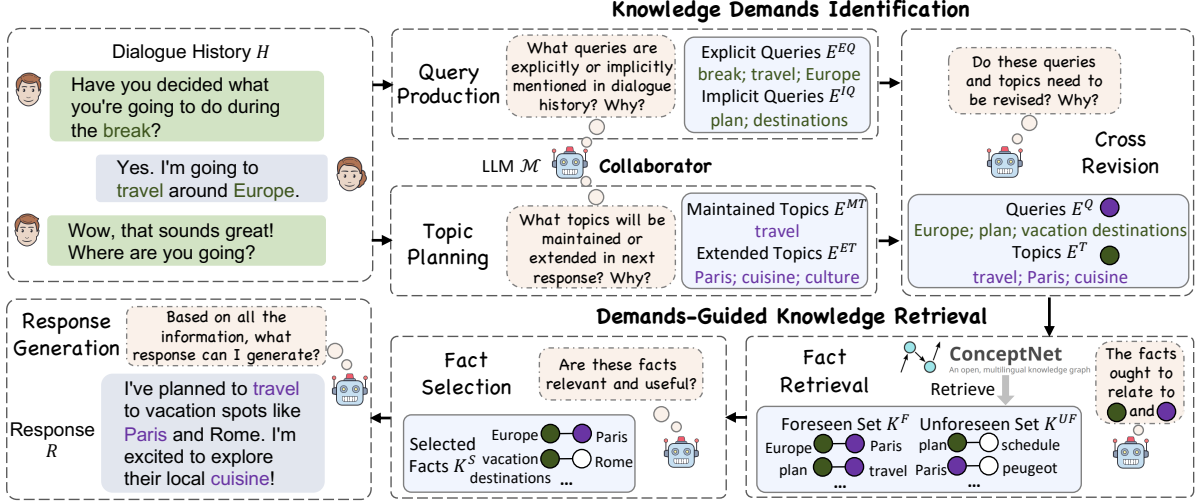 Knowledge Demands Identification
Dialogue History H
Have you decided what
you're going to do during
the break?
Yes. I'm going to
travel around Europe.
Wow, that sounds great!
Where are you going?
Query
Production
What queries are
explicitly or implicitly
mentioned in dialogue
history? Why?
Explicit Queries E^EQ
break; travel; Europe
Implicit Queries E^IQ
plan; destinations
LLM M Collaborator
Topic
Planning
What topics will be
maintained or
extended in next
response? Why?
Maintained Topics E^MT
travel
Extended Topics E^ET
Paris; cuisine; culture
Do these queries
and topics need to
be revised? Why?
Cross
Revision
Queries E^Q
Europe; plan; vacation destinations
Topics E^T
travel; Paris; cuisine
Demands-Guided Knowledge Retrieval
Fact
Retrieval
ConceptNet
An open, multilingual knowledge graph
Retrieve
The facts
ought to
relate to
and
Foreseen Set K^F
Europe Paris
plan travel
...
Unforeseen Set K^UF
plan schedule
Paris peugeot
...
Fact
Selection
Are these facts
relevant and useful?
Selected
Facts K^S
Europe Paris
vacation
destinations
Rome
...
Response
Generation
Based on all the
information, what
response can I generate?
Response
R
I've planned to travel
to vacation spots like
Paris and Rome. I'm
excited to explore
their local cuisine!